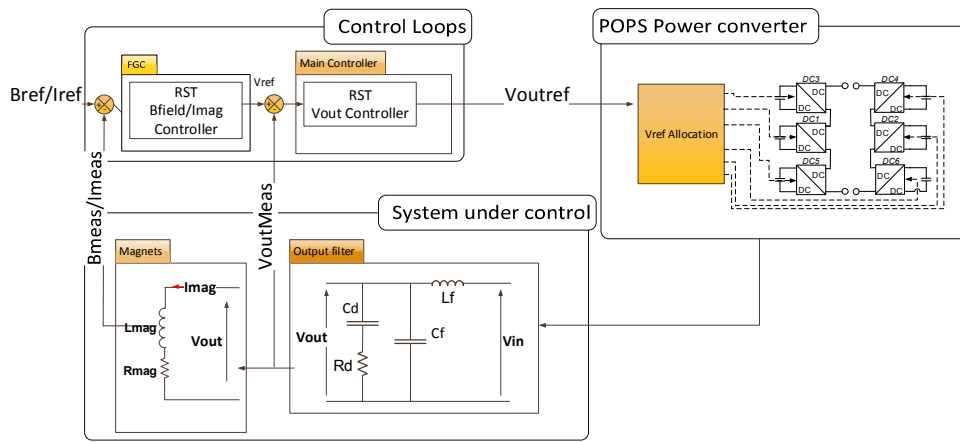 Control Loops
POPS Power converter
FGC
Main Controller
Bref/Iref
RST
Bfield/Imag
Controller
Vref
RST
Vout Controller
Voutref
Vref Allocation
DC3
DC
DC
DC4
DC
DC
DC1
DC
DC
DC2
DC
DC
DC5
DC
DC
DC6
DC
DC
Bmeas/Imeas
VoutMeas
System under control
Magnets
Imag
Lmag
Rmag
Vout
Output filter
Vout
Cd
Rd
Cf
Lf
Vin